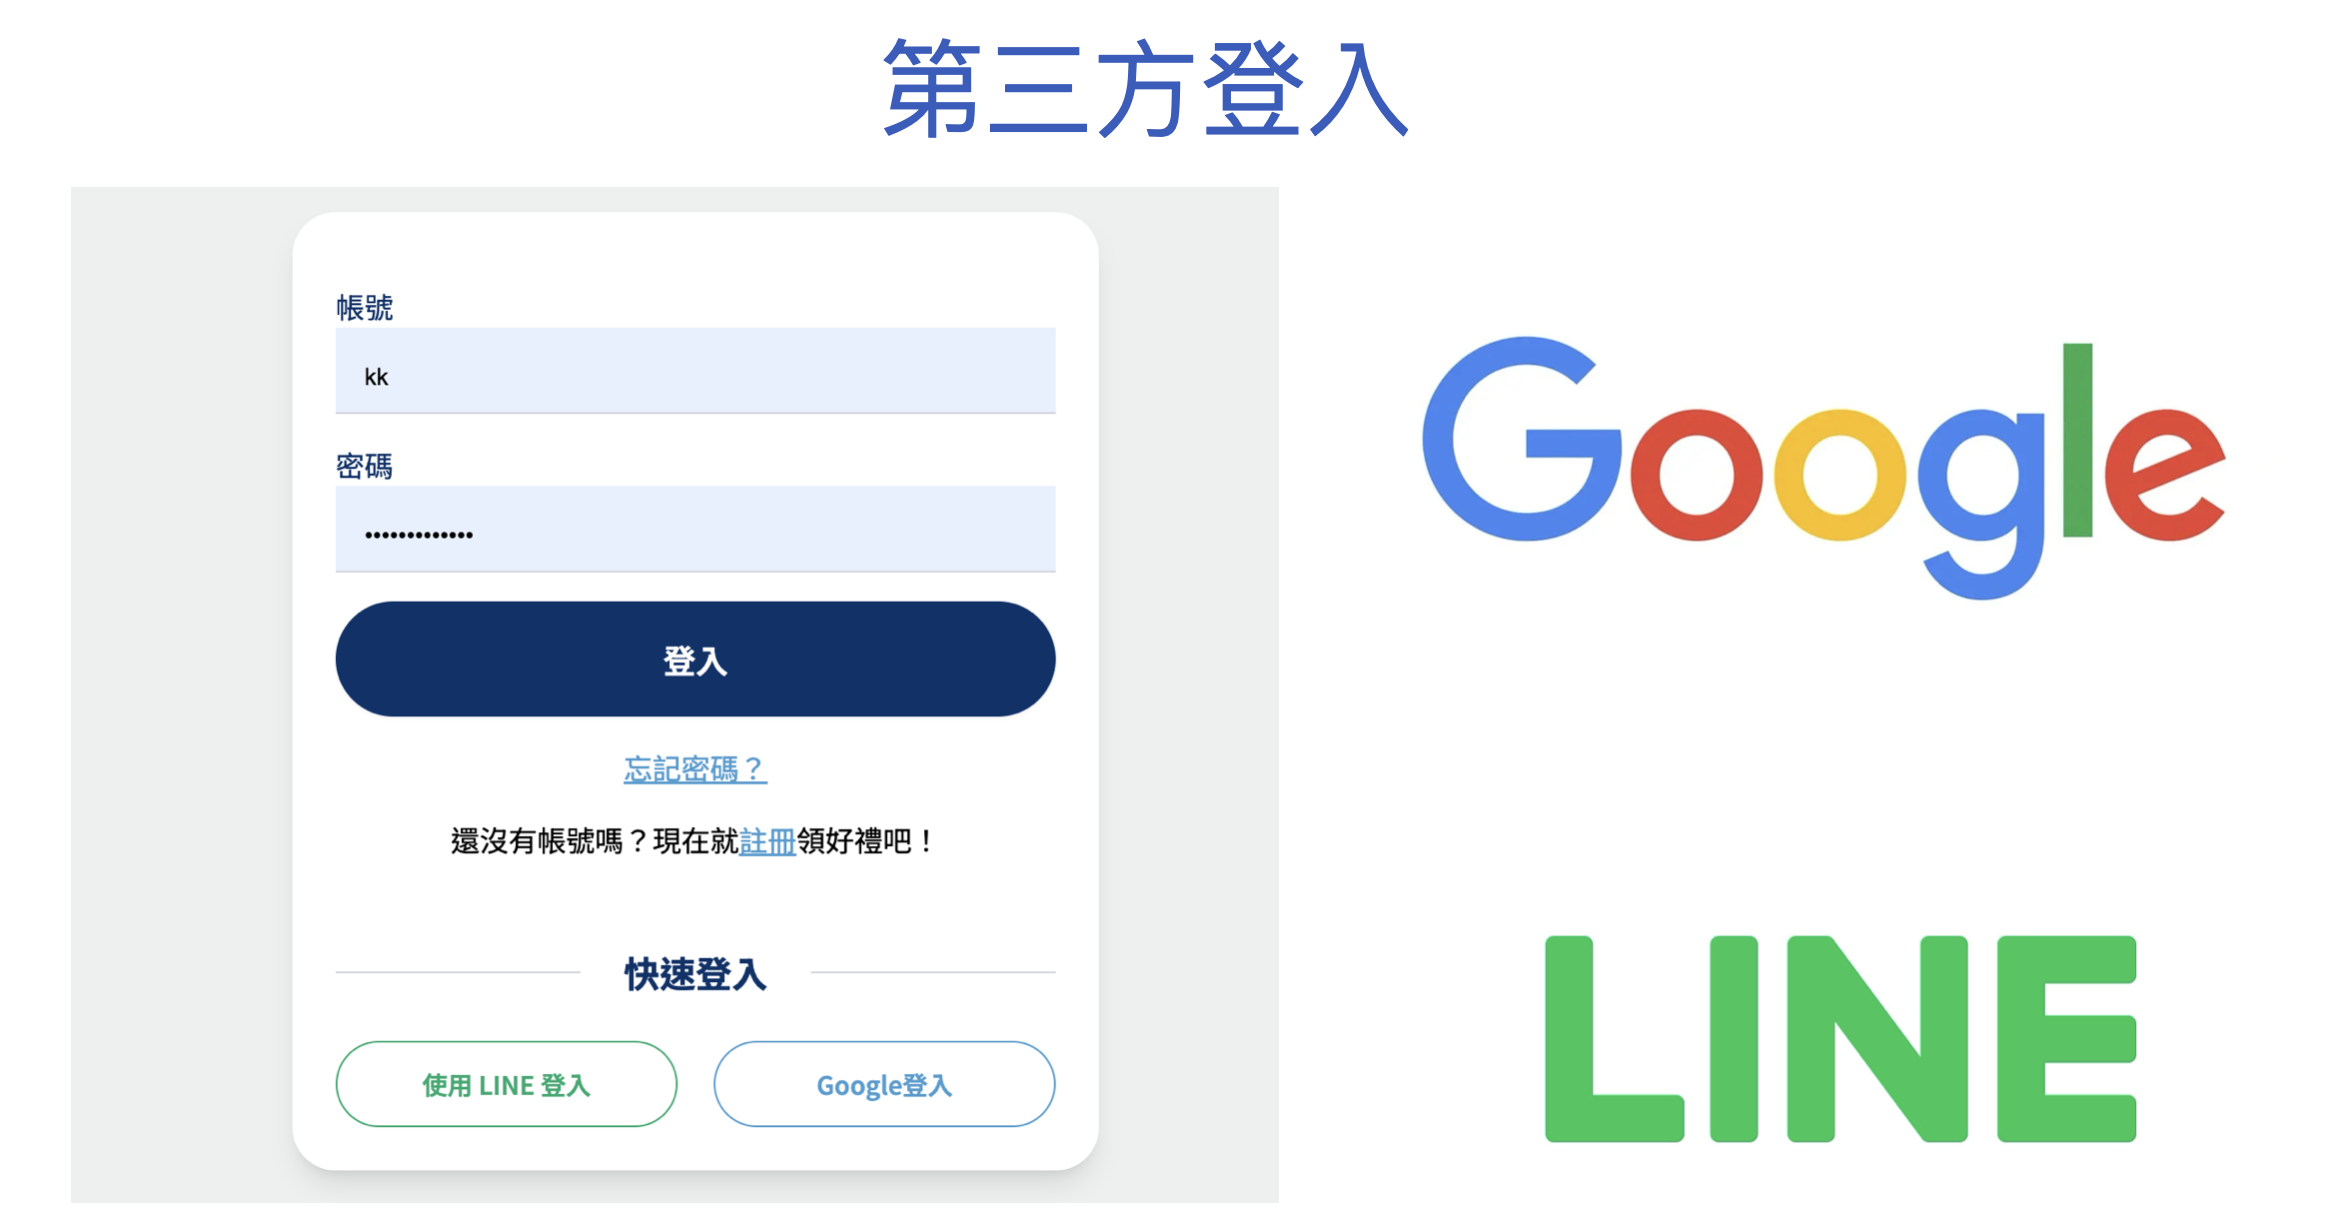 第三方登入
帳號
kk
密碼
•••••••••••••
登入
忘記密碼？
還沒有帳號嗎？現在就註冊領好禮吧！
快速登入
使用 LINE 登入
Google登入
Google
LINE